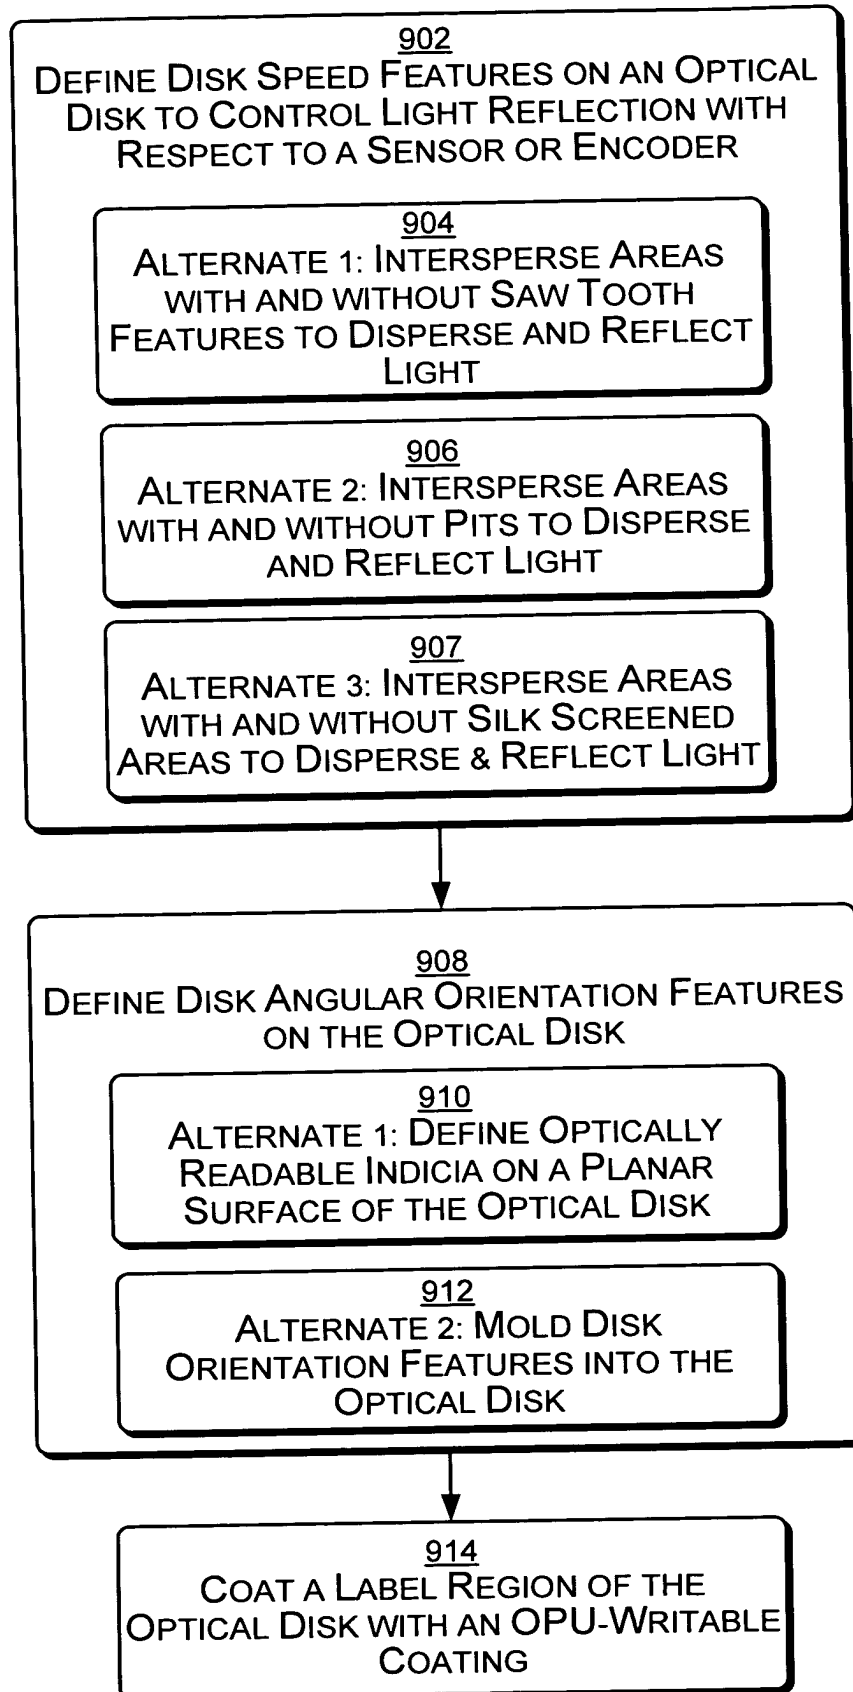 902
DEFINE DISK SPEED FEATURES ON AN OPTICAL
DISK TO CONTROL LIGHT REFLECTION WITH
RESPECT TO A SENSOR OR ENCODER
904
ALTERNATE 1: INTERSPERSE AREAS
WITH AND WITHOUT SAW TOOTH
FEATURES TO DISPERSE AND REFLECT
LIGHT
906
ALTERNATE 2: INTERSPERSE AREAS
WITH AND WITHOUT PITS TO DISPERSE
AND REFLECT LIGHT
907
ALTERNATE 3: INTERSPERSE AREAS
WITH AND WITHOUT SILK SCREENED
AREAS TO DISPERSE & REFLECT LIGHT
908
DEFINE DISK ANGULAR ORIENTATION FEATURES
ON THE OPTICAL DISK
910
ALTERNATE 1: DEFINE OPTICALLY
READABLE INDICIA ON A PLANAR
SURFACE OF THE OPTICAL DISK
912
ALTERNATE 2: MOLD DISK
ORIENTATION FEATURES INTO THE
OPTICAL DISK
914
COAT A LABEL REGION OF THE
OPTICAL DISK WITH AN OPU-WRITABLE
COATING